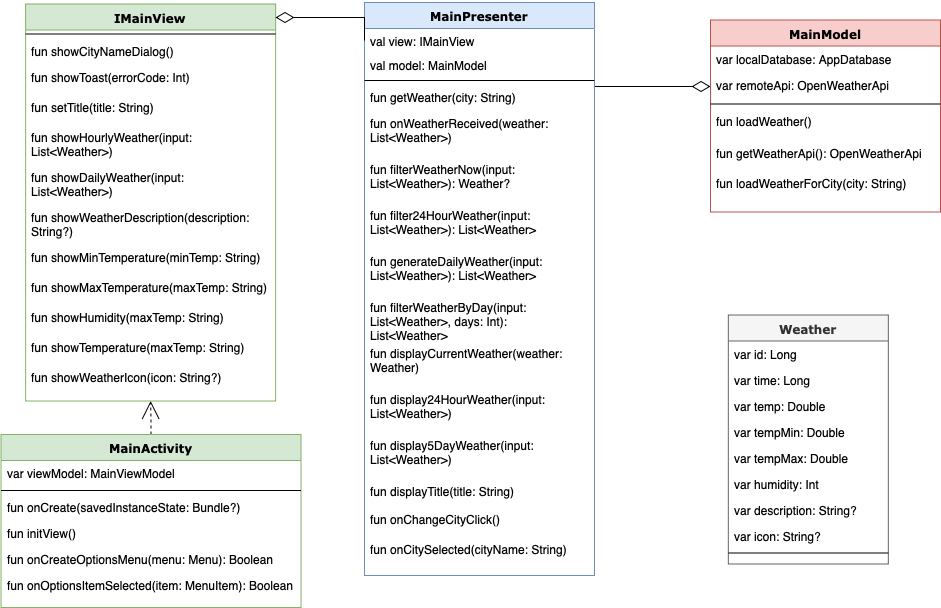 IMainView
fun showCityNameDialog()
fun showToast(errorCode: Int)
fun setTitle(title: String)
fun showHourlyWeather(input:
List<Weather>)
fun showDailyWeather(input:
List<Weather>)
fun showWeatherDescription(description:
String?)
fun showMinTemperature(minTemp: String)
fun showMaxTemperature(maxTemp: String)
fun showHumidity(maxTemp: String)
fun showTemperature(maxTemp: String)
fun showWeatherIcon(icon: String?)
MainActivity
var viewModel: MainViewModel
fun onCreate(savedInstanceState: Bundle?)
fun initView()
fun onCreateOptionsMenu(menu: Menu): Boolean
fun onOptionsItemSelected(item: MenuItem): Boolean
MainPresenter
val view: IMainView
val model: MainModel
fun getWeather(city: String)
fun onWeatherReceived(weather:
List<Weather>)
fun filterWeatherNow(input:
List<Weather>): Weather?
fun filter24HourWeather(input:
List<Weather>): List<Weather>
fun generateDailyWeather(input:
List<Weather>): List<Weather>
fun filterWeatherByDay(input:
List<Weather>, days: Int):
List<Weather>
fun displayCurrentWeather(weather:
Weather)
fun display24HourWeather(input:
List<Weather>)
fun display5DayWeather(input:
List<Weather>)
fun displayTitle(title: String)
fun onChangeCityClick()
fun onCitySelected(cityName: String)
MainModel
var localDatabase: AppDatabase
var remoteApi: OpenWeatherApi
fun loadWeather()
fun getWeatherApi(): OpenWeatherApi
fun loadWeatherForCity(city: String)
Weather
var id: Long
var time: Long
var temp: Double
var tempMin: Double
var tempMax: Double
var humidity: Int
var description: String?
var icon: String?